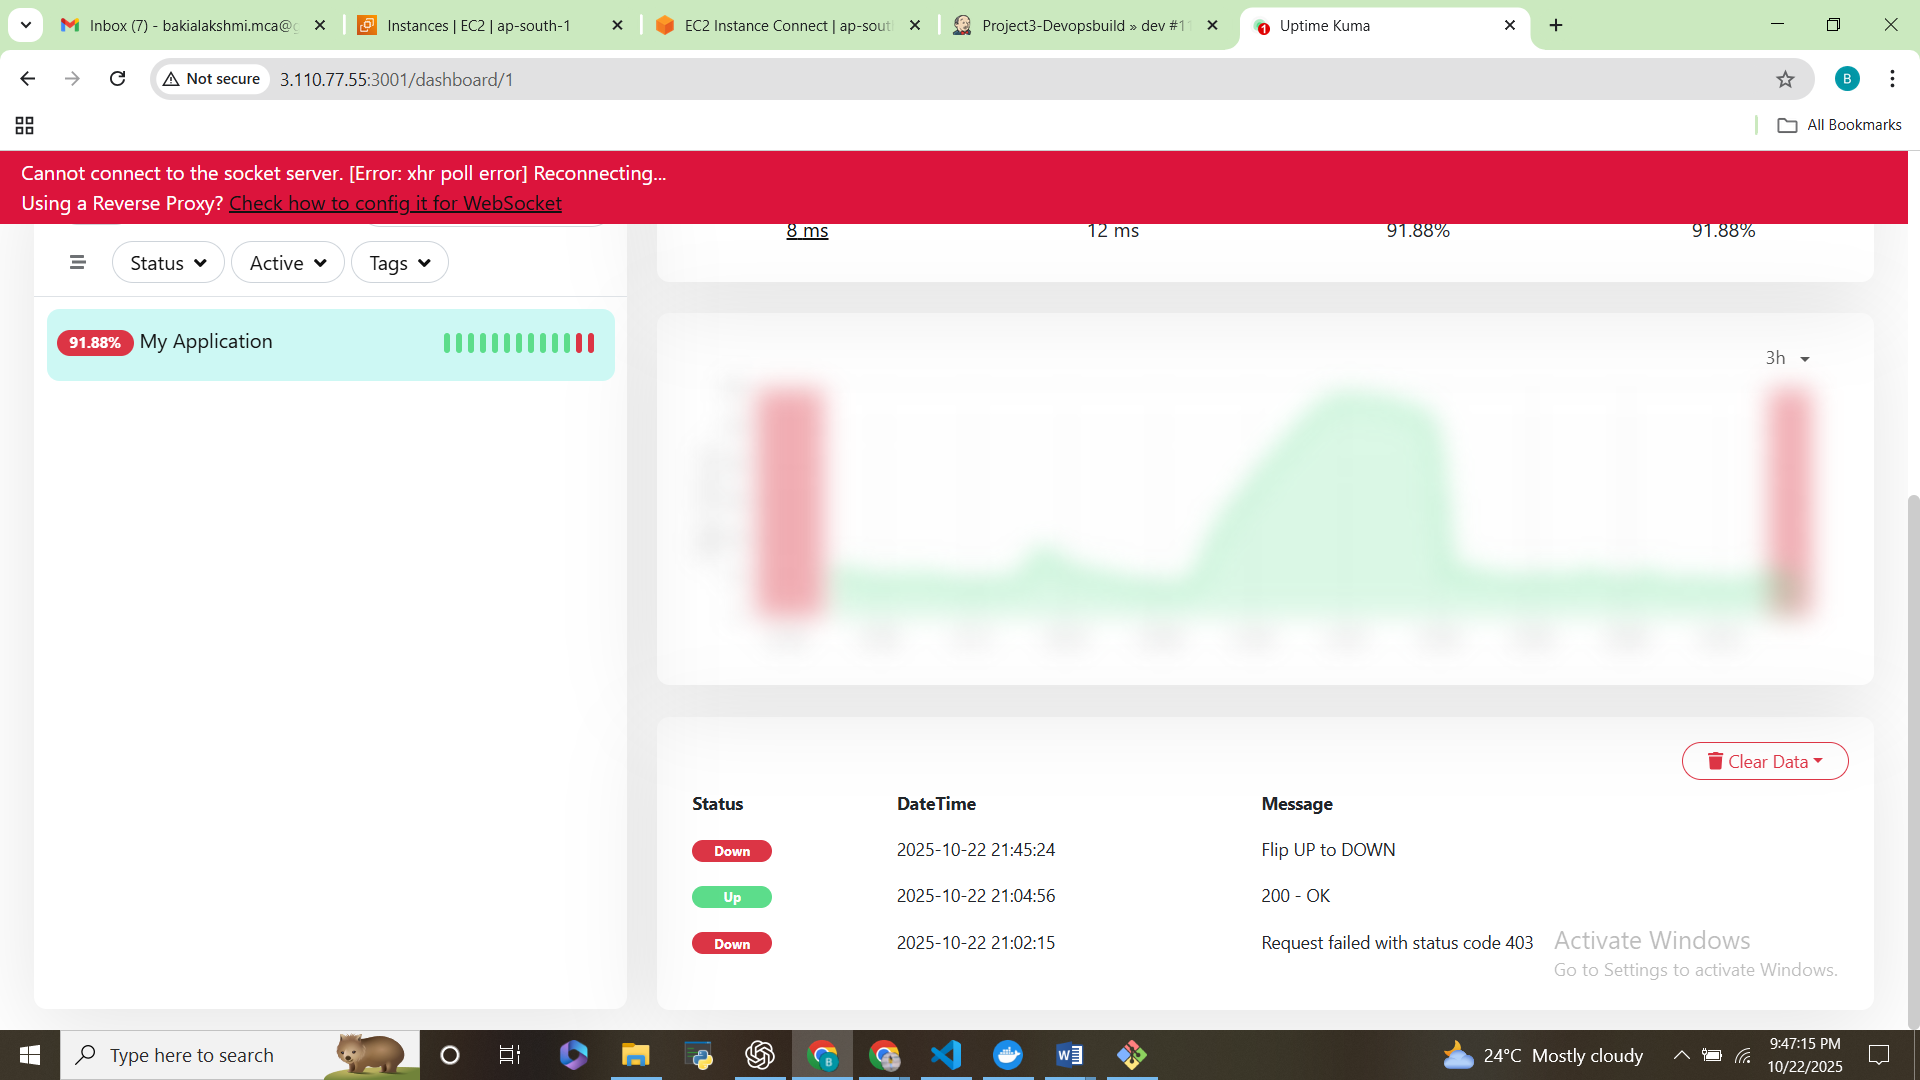 Inbox (7) - bakialakshmi.mca@g
Instances | EC2 | ap-south-1
EC2 Instance Connect | ap-sout
Project3-Devopsbuild » dev #11
Uptime Kuma
Not secure
3.110.77.55:3001/dashboard/1
B
All Bookmarks
Cannot connect to the socket server. [Error: xhr poll error] Reconnecting...
Using a Reverse Proxy? Check how to config it for WebSocket
8 ms
12 ms
91.88%
91.88%
Status
Active
Tags
91.88%
My Application
3h
Clear Data
Status
DateTime
Message
Down
2025-10-22 21:45:24
Flip UP to DOWN
Up
2025-10-22 21:04:56
200 - OK
Down
2025-10-22 21:02:15
Request failed with status code 403
Activate Windows
Go to Settings to activate Windows.
Type here to search
24°C Mostly cloudy
9:47:15 PM
10/22/2025